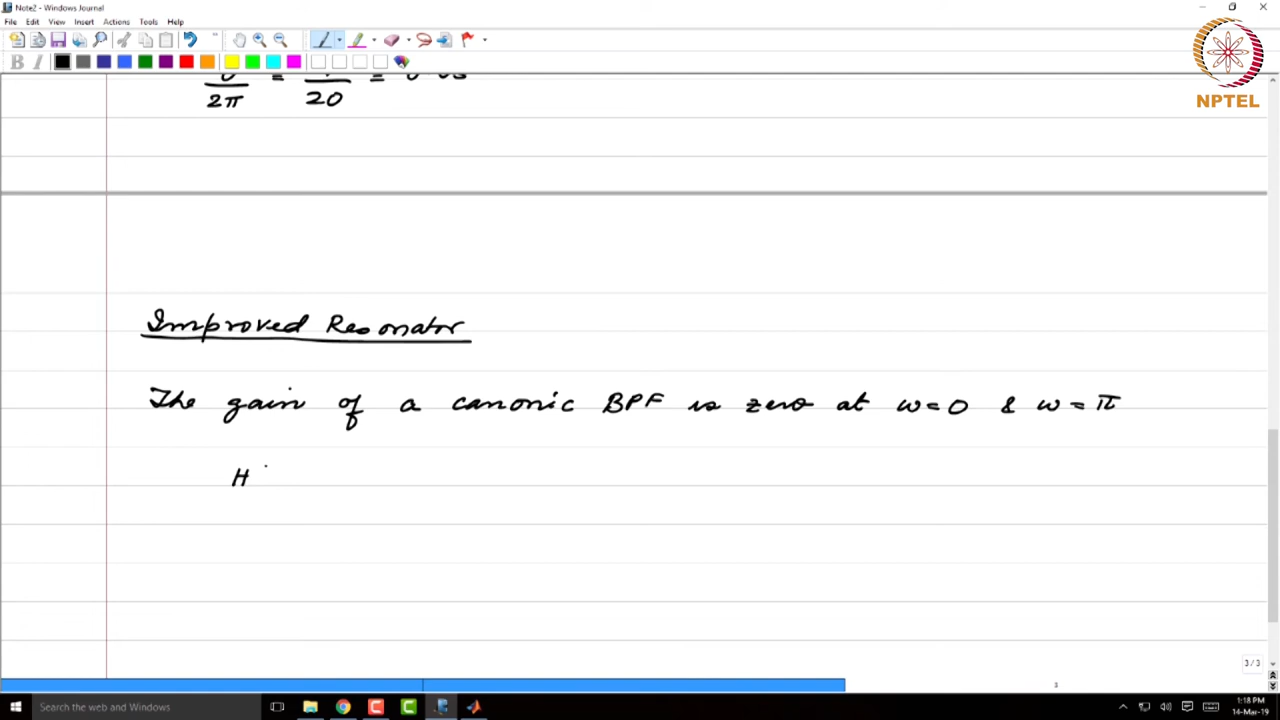 Note2 - Windows Journal
File Edit View Insert Actions Tools Help
B i
NPTEL
2π 20
Improved Resonator
The gain of a canonic BPF is zero at ω=0 & ω=π
H
3/3
3
Search the web and Windows
1:18 PM
14-Mar-19